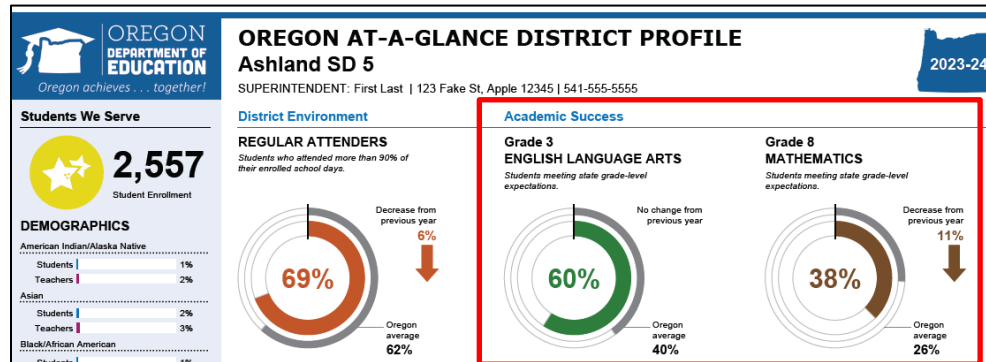 OREGON
DEPARTMENT OF
EDUCATION
Oregon achieves . . . together!
OREGON AT-A-GLANCE DISTRICT PROFILE
Ashland SD 5
SUPERINTENDENT: First Last | 123 Fake St, Apple 12345 | 541-555-5555
2023-24
Students We Serve
2,557
Student Enrollment
DEMOGRAPHICS
American Indian/Alaska Native
Students 1%
Teachers 2%
Asian
Students 2%
Teachers 3%
Black/African American
Students 1%
District Environment
REGULAR ATTENDERS
Students who attended more than 90% of
their enrolled school days.
69%
Decrease from
previous year
6%
Oregon
average
62%
Academic Success
Grade 3
ENGLISH LANGUAGE ARTS
Students meeting state grade-level
expectations.
60%
No change from
previous year
Oregon
average
40%
Grade 8
MATHEMATICS
Students meeting state grade-level
expectations.
38%
Decrease from
previous year
11%
Oregon
average
26%